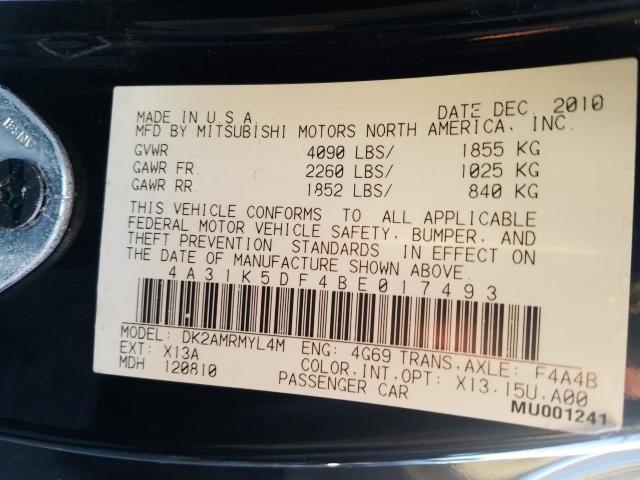 MADE IN U.S.A. DATE DEC. 2010
MFD BY MITSUBISHI MOTORS NORTH AMERICA, INC.
GVWR 4090 LBS/ 1855 KG
GAWR FR. 2260 LBS/ 1025 KG
GAWR RR. 1852 LBS/ 840 KG
THIS VEHICLE CONFORMS TO ALL APPLICABLE
FEDERAL MOTOR VEHICLE SAFETY, BUMPER, AND
THEFT PREVENTION STANDARDS IN EFFECT ON
THE DATE OF MANUFACTURE SHOWN ABOVE.
4A31K5DF4BE017493
MODEL: DK2AMRMYL4M ENG: 4G69 TRANS.AXLE: F4A4B
EXT: X13A COLOR.INT.OPT: X13.15U.A00
MDH 120810 PASSENGER CAR
MU001241